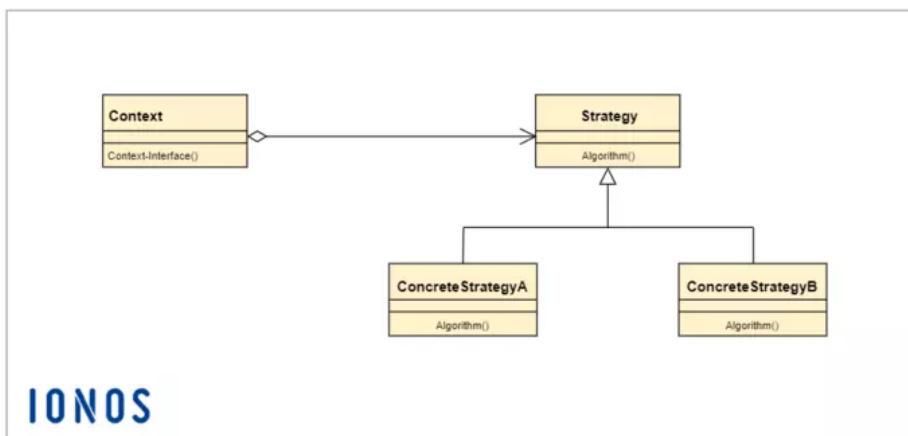 Context
Context-Interface()
Strategy
Algorithm()
ConcreteStrategyA
Algorithm()
ConcreteStrategyB
Algorithm()
IONOS